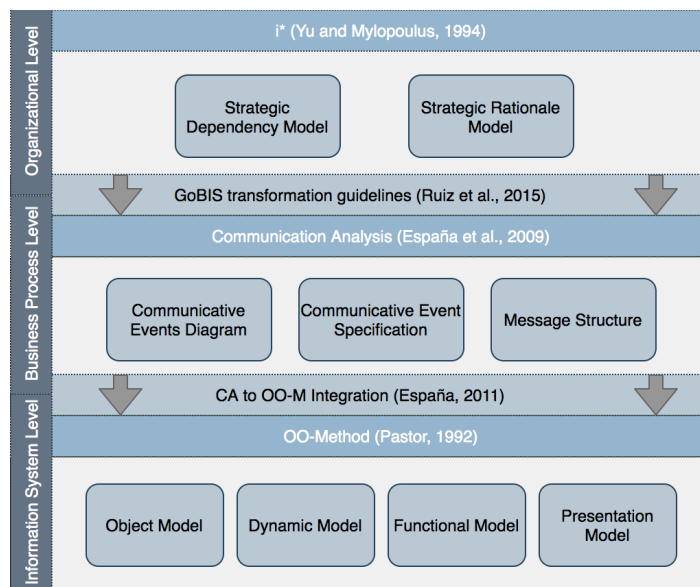 Organizational Level
i* (Yu and Mylopoulus, 1994)
Strategic
Dependency Model
Strategic Rationale
Model
GoBIS transformation guidelines (Ruiz et al., 2015)
Business Process Level
Communication Analysis (España et al., 2009)
Communicative
Events Diagram
Communicative Event
Specification
Message Structure
CA to OO-M Integration (España, 2011)
Information System Level
OO-Method (Pastor, 1992)
Object Model
Dynamic Model
Functional Model
Presentation
Model